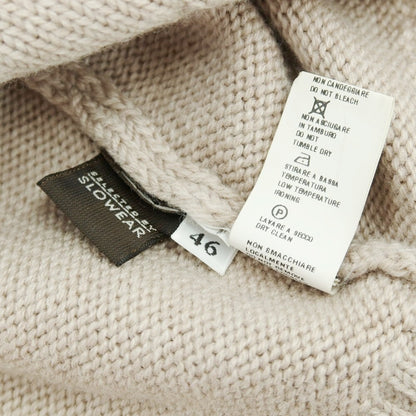 SELECTED BY
SLOWEAR
46
NON CANDEGGIARE
DO NOT BLEACH
NON ASCIUGARE
IN TAMBURO
DO NOT
TUMBLE DRY
STIRARE A BASSA
TEMPERATURA
LOW TEMPERATURE
IRONING
P
LAVARE A SECCO
DRY CLEAN
NON SMACCHIARE
LOCALMENTE